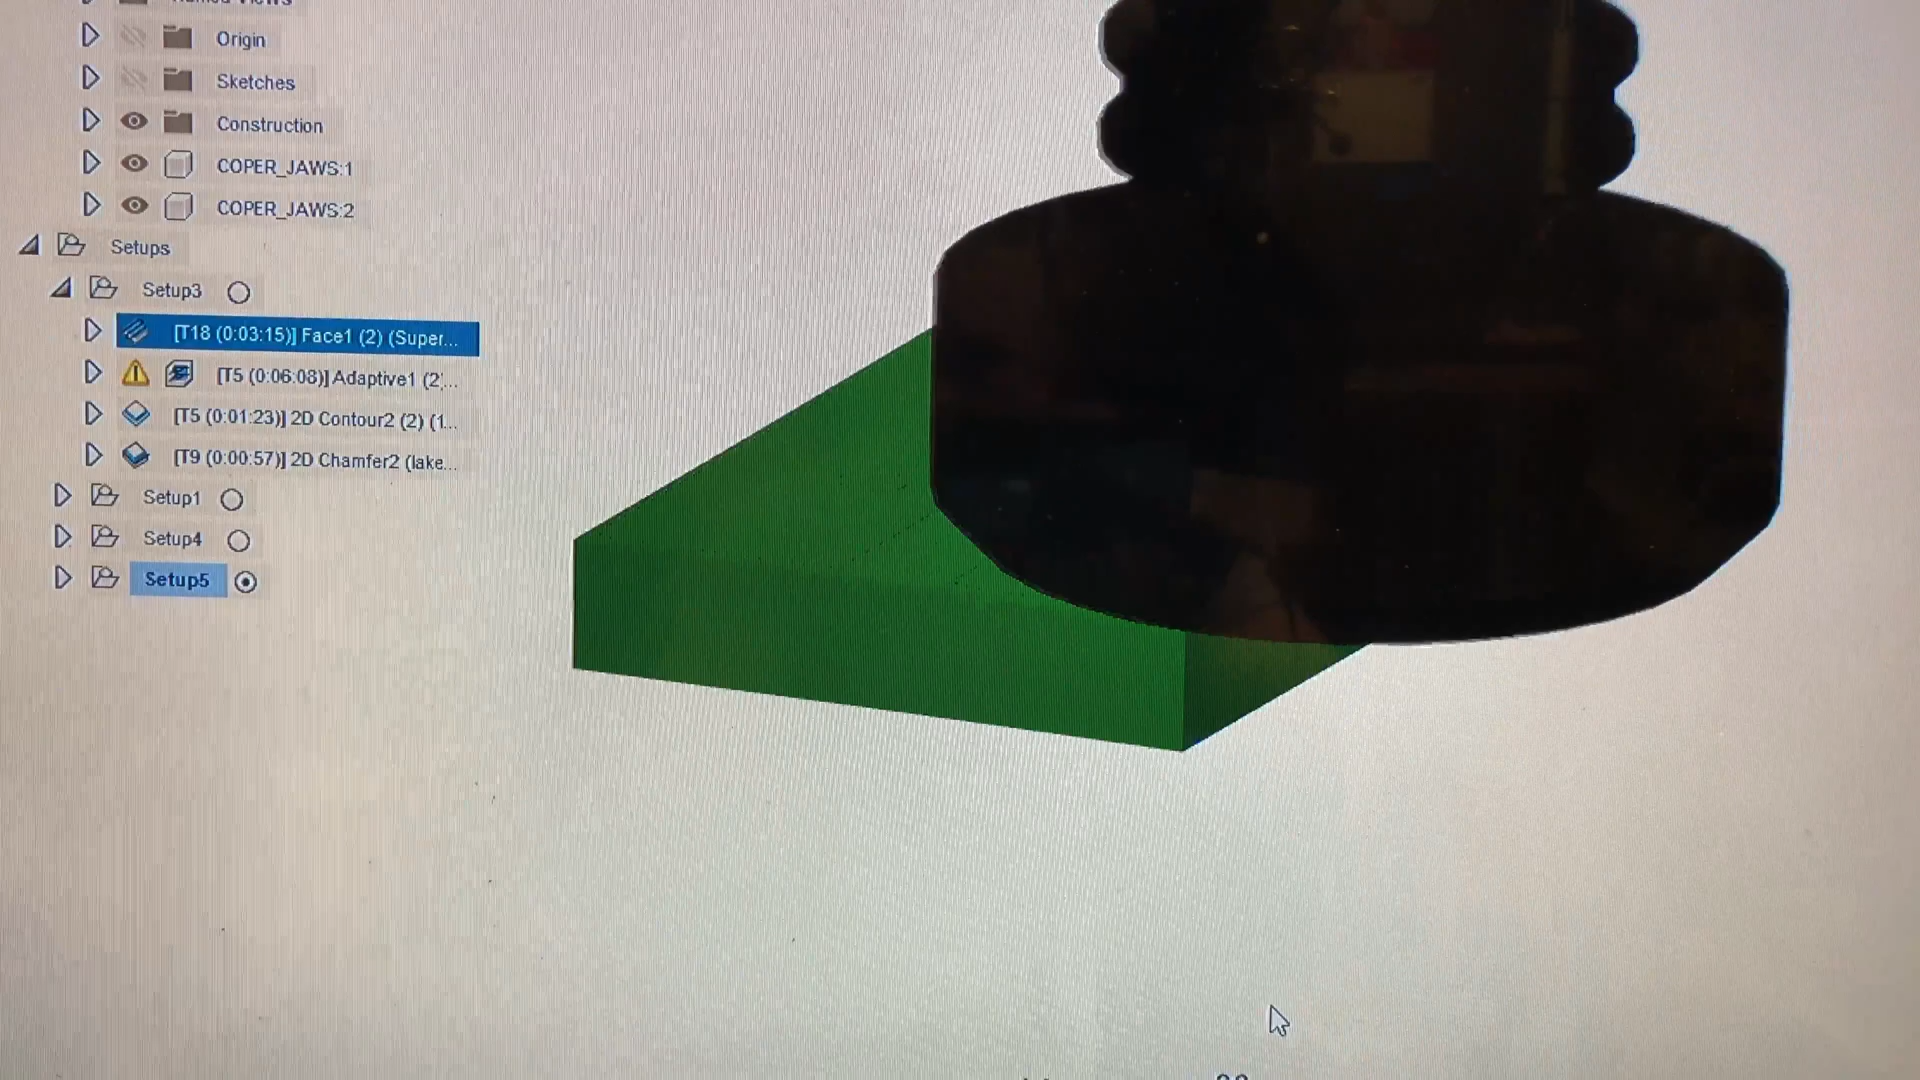 Named Views
Origin
Sketches
Construction
COPER_JAWS:1
COPER_JAWS:2
Setups
Setup3
[T18 (0:03:15)] Face1 (2) (Super...
[T5 (0:06:08)] Adaptive1 (2)...
[T5 (0:01:23)] 2D Contour2 (2) (1...
[T9 (0:00:57)] 2D Chamfer2 (lake...
Setup1
Setup4
Setup5